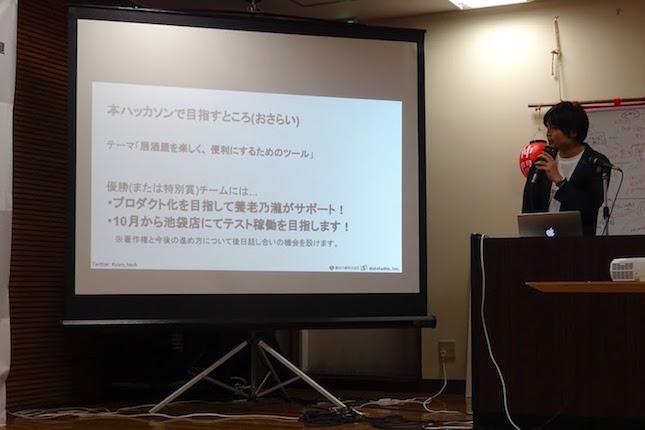 本ハッカソンで目指すところ(おさらい)
テーマ「居酒屋を楽しく、便利にするためのツール」
優勝(または特別賞)チームには…
・プロダクト化を目指して養老乃瀧がサポート！
・10月から池袋店にてテスト稼働を目指します！
※著作権と今後の進め方について後日話し合いの機会を設けます。